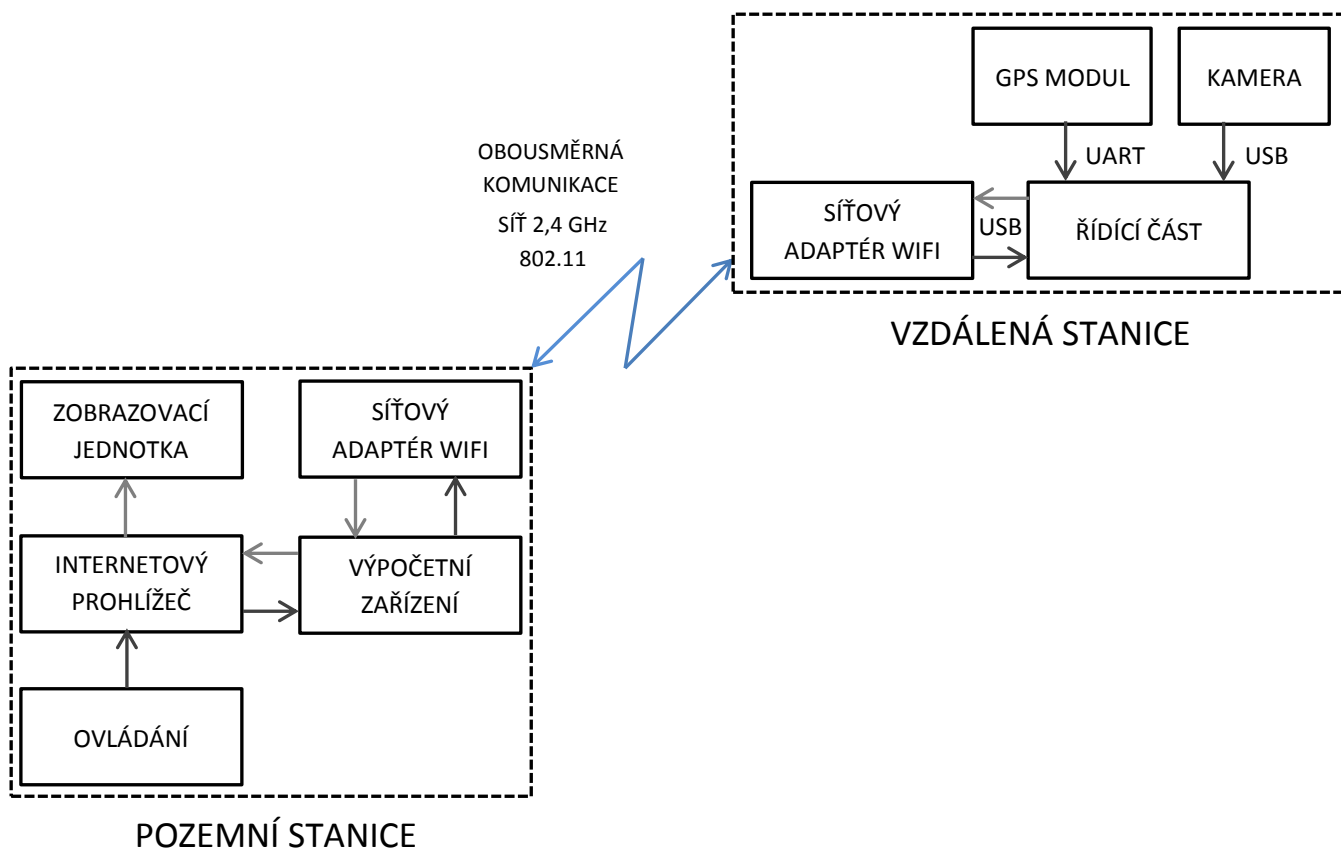 GPS MODUL
KAMERA
UART
USB
SÍŤOVÝ
ADAPTÉR WIFI
USB
ŘÍDÍCÍ ČÁST
VZDÁLENÁ STANICE
OBOUSMĚRNÁ
KOMUNIKACE
SÍŤ 2,4 GHz
802.11
ZOBRAZOVACÍ
JEDNOTKA
SÍŤOVÝ
ADAPTÉR WIFI
INTERNETOVÝ
PROHLÍŽEČ
VÝPOČETNÍ
ZAŘÍZENÍ
OVLÁDÁNÍ
POZEMNÍ STANICE